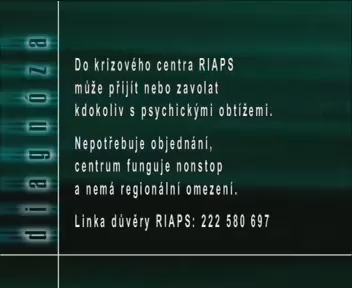 diagnóza
Do krizového centra RIAPS
může přijít nebo zavolat
kdokoliv s psychickými obtížemi.
Nepotřebuje objednání,
centrum funguje nonstop
a nemá regionální omezení.
Linka důvěry RIAPS: 222 580 697